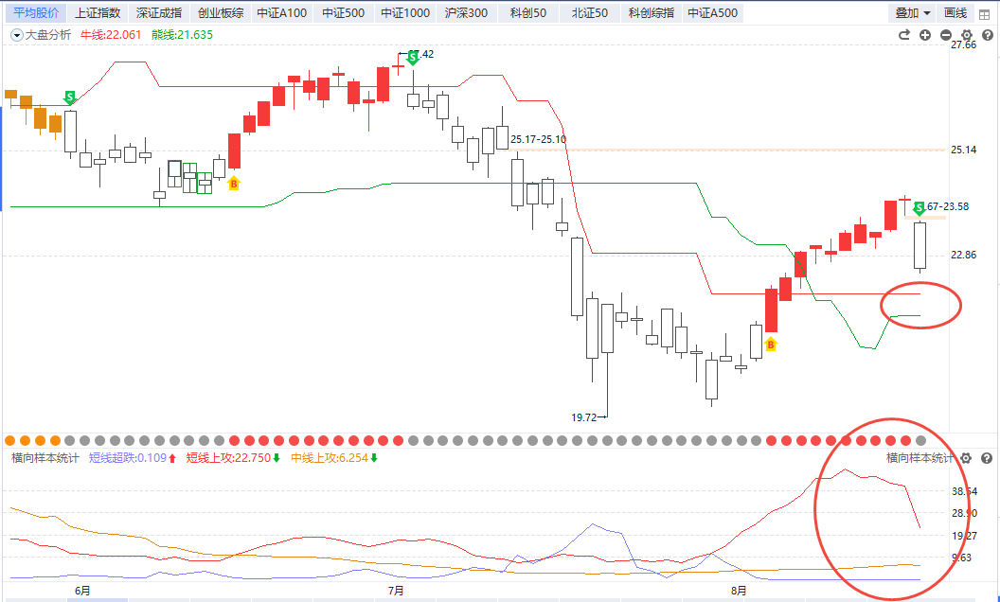 平均股价 上证指数 深证成指 创业板综 中证A100 中证500 中证1000 沪深300 科创50 北证50 科创综指 中证A500 叠加 画线
大盘分析 牛线:22.061 熊线:21.635
27.66
S
.42
S
25.17-25.10
25.14
B
S
67-23.58
22.86
B
19.72
横向样本统计 短线超跌:0.109 短线上攻:22.750 中线上攻:6.254 横向样本统计
38.54
28.90
19.27
9.63
6月 7月 8月